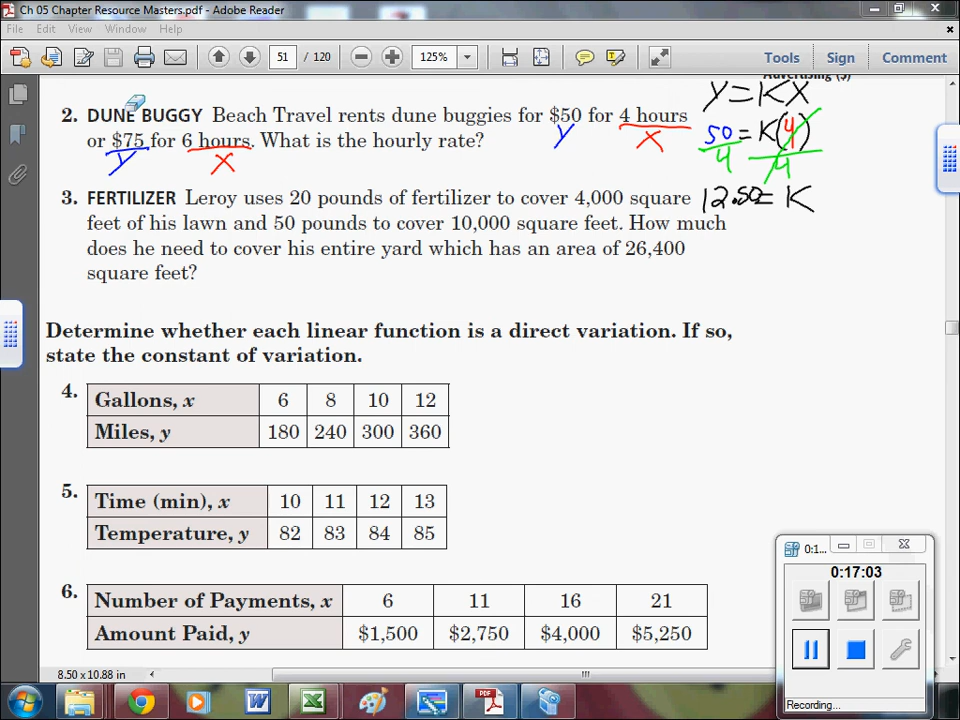 Ch 05 Chapter Resource Masters.pdf - Adobe Reader
File Edit View Window Help
51 / 120 125% Tools Sign Comment
Advertising ($)
y = KX
2. DUNE BUGGY Beach Travel rents dune buggies for $50 for 4 hours
or $75 for 6 hours. What is the hourly rate?
y x y x
50 = K(4)
4 4
12.50 = K
3. FERTILIZER Leroy uses 20 pounds of fertilizer to cover 4,000 square
feet of his lawn and 50 pounds to cover 10,000 square feet. How much
does he need to cover his entire yard which has an area of 26,400
square feet?
Determine whether each linear function is a direct variation. If so,
state the constant of variation.
4. Gallons, x 6 8 10 12
Miles, y 180 240 300 360
5. Time (min), x 10 11 12 13
Temperature, y 82 83 84 85
6. Number of Payments, x 6 11 16 21
Amount Paid, y $1,500 $2,750 $4,000 $5,250
0:1...
0:17:03
Recording...
8.50 x 10.88 in